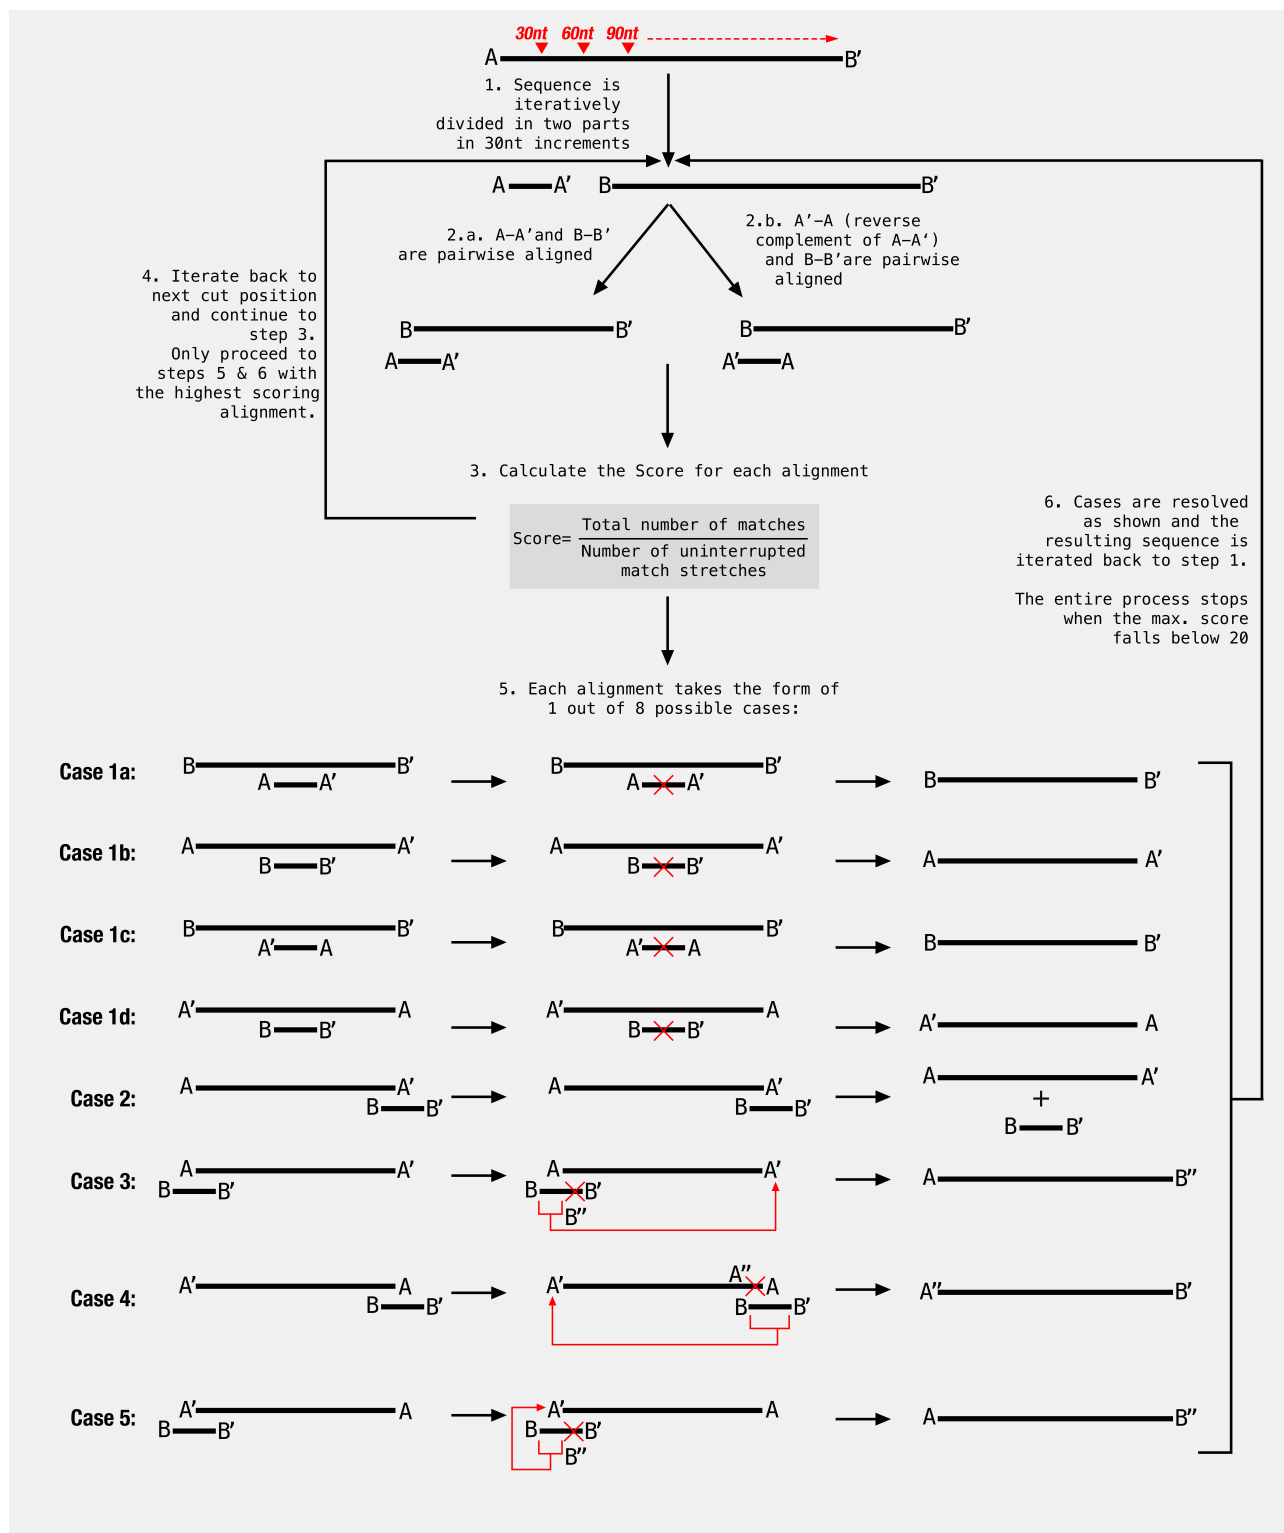 30nt 60nt 90nt
A B’
1. Sequence is
iteratively
divided in two parts
in 30nt increments
A A’ B B’
2.a. A–A’and B–B’
are pairwise aligned
2.b. A’–A (reverse
complement of A–A‘)
and B–B’are pairwise
aligned
4. Iterate back to
next cut position
and continue to
step 3.
Only proceed to
steps 5 & 6 with
the highest scoring
alignment.
B B’
A A’
B B’
A’ A
3. Calculate the Score for each alignment
Score=
Total number of matches
Number of uninterrupted
match stretches
6. Cases are resolved
as shown and the
resulting sequence is
iterated back to step 1.
The entire process stops
when the max. score
falls below 20
5. Each alignment takes the form of
1 out of 8 possible cases:
Case 1a:
B B’ B B’
A A’ A A’
B B’
Case 1b:
A A’ A A’
B B’ B B’
A A’
Case 1c:
B B’ B B’
A’ A A’ A
B B’
Case 1d:
A’ A A’ A
B B’ B B’
A’ A
Case 2:
A A’ A A’
B B’ B B’
A A’
+
B B’
Case 3:
A A’ A A’
B B’ B B’
B’’
A B’’
Case 4:
A’ A A’ A’’ A
B B’ B B’
A’’ B’
Case 5:
A’ A A’ A
B B’ B B’
B’’
A B’’